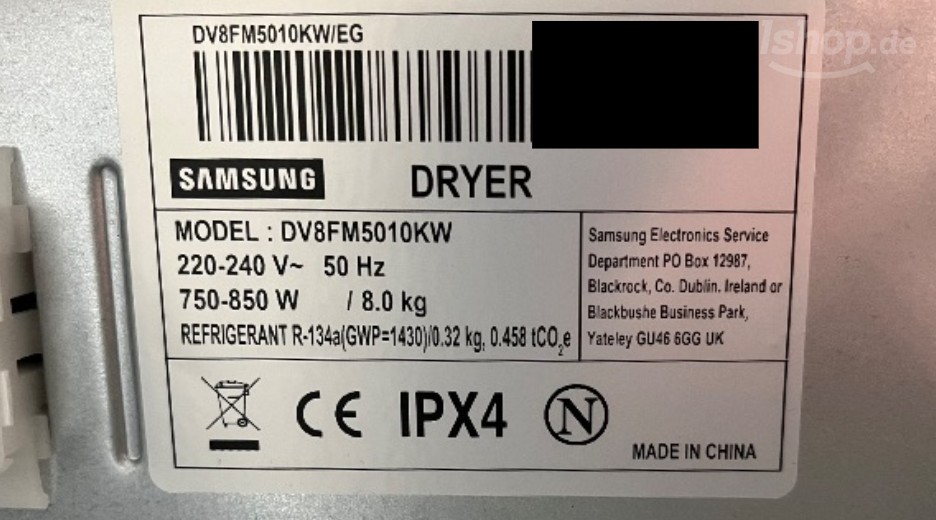 DV8FM5010KW/EG
shop.de
SAMSUNG DRYER
MODEL : DV8FM5010KW
220-240 V~ 50 Hz
750-850 W / 8.0 kg
REFRIGERANT R-134a(GWP=1430)/0.32 kg, 0.458 tCO₂e
Samsung Electronics Service
Department PO Box 12987,
Blackrock, Co. Dublin. Ireland or
Blackbushe Business Park,
Yateley GU46 6GG UK
CE IPX4 N
MADE IN CHINA